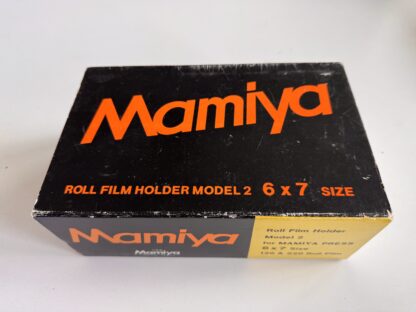 Mamiya
ROLL FILM HOLDER MODEL 2 6 x 7 SIZE
Mamiya
Mamiya
Roll Film Holder
Model 2
for MAMIYA PRESS
6 x 7 Size
120 & 220 Roll Film